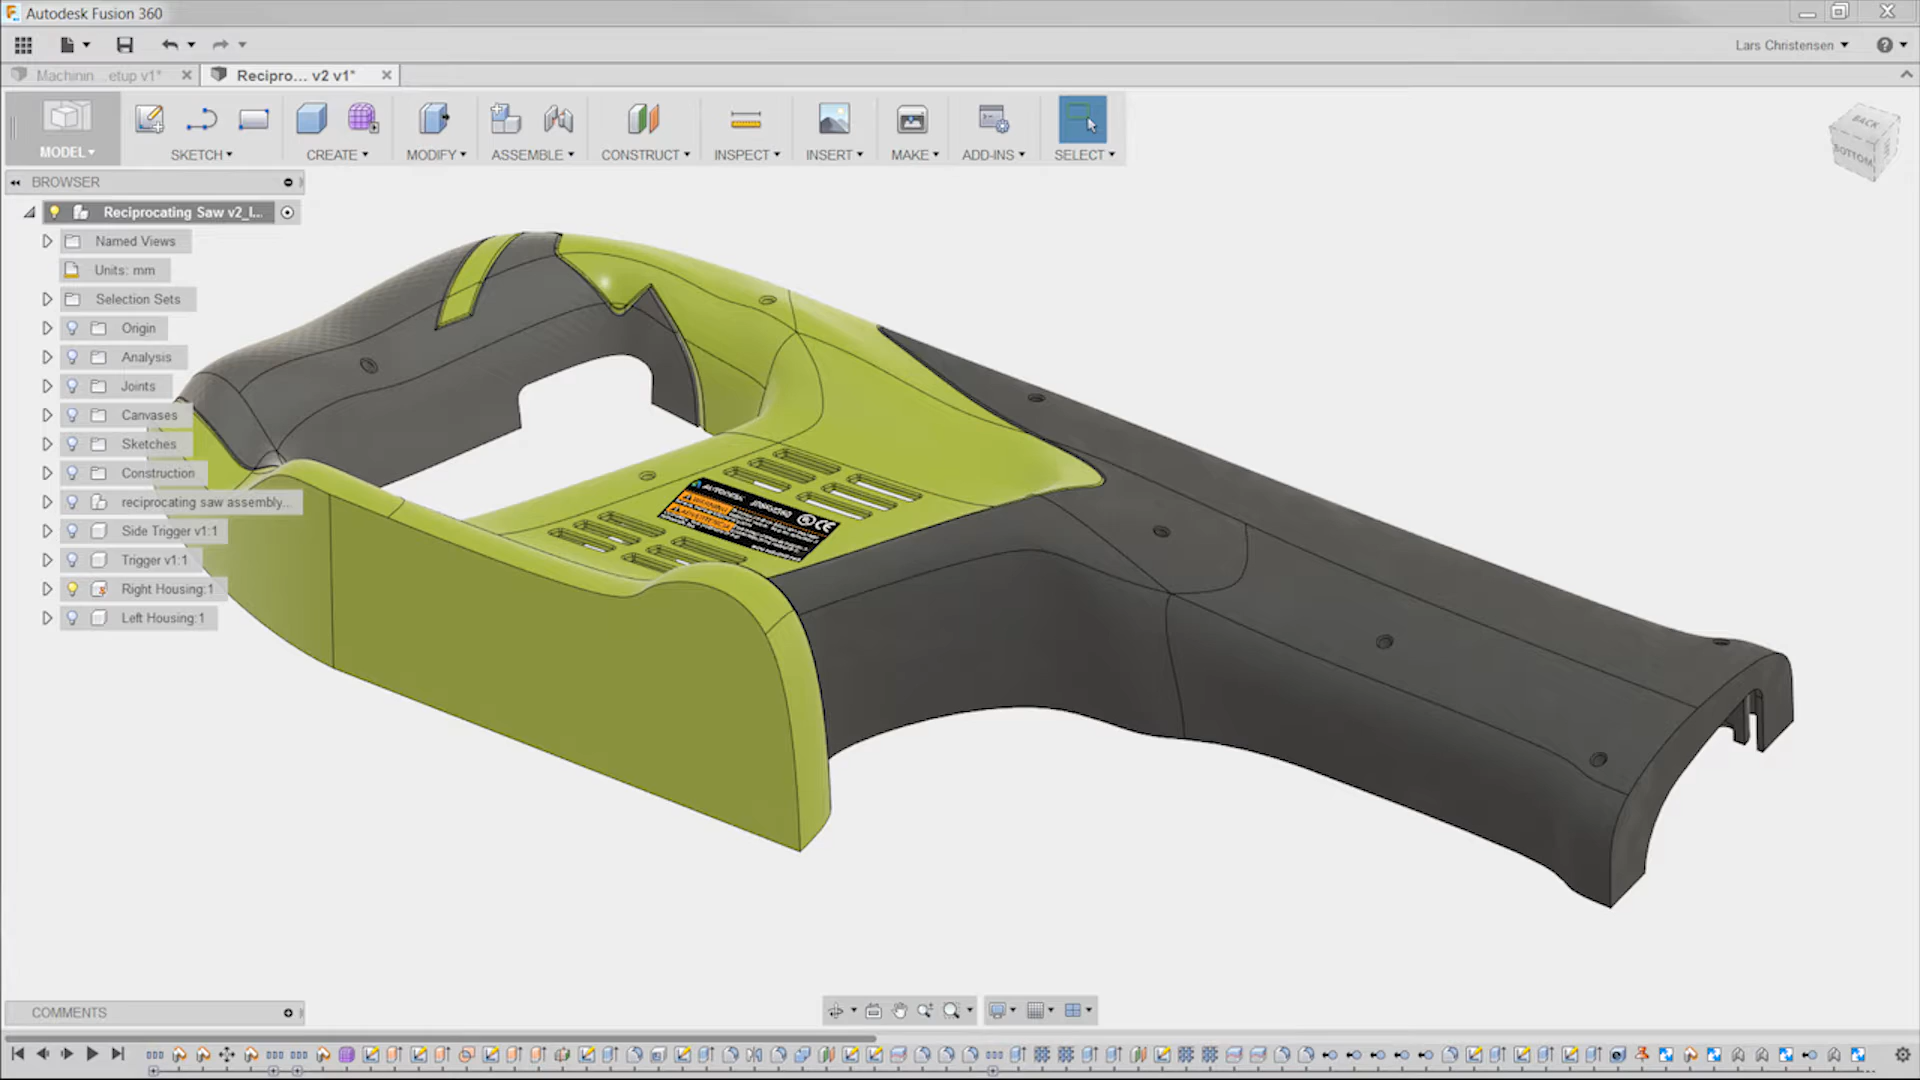 Autodesk Fusion 360
Lars Christensen
Machinin ...etup v1*
Recipro... v2 v1*
MODEL
SKETCH
CREATE
MODIFY
ASSEMBLE
CONSTRUCT
INSPECT
INSERT
MAKE
ADD-INS
SELECT
BACK
BOTTOM
BROWSER
Reciprocating Saw v2_l...
Named Views
Units: mm
Selection Sets
Origin
Analysis
Joints
Canvases
Sketches
Construction
reciprocating saw assembly...
Side Trigger v1:1
Trigger v1:1
Right Housing:1
Left Housing:1
AUTODESK
WARNING
ADVERTENCIA
COMMENTS